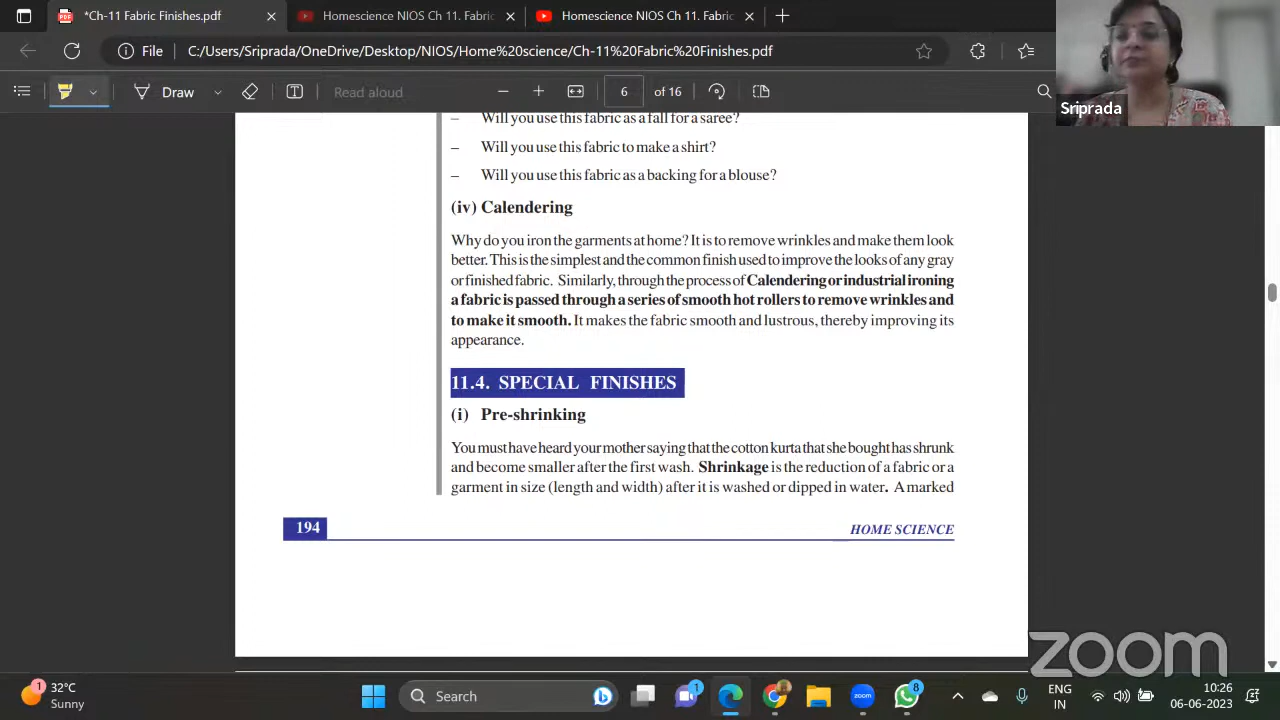 *Ch-11 Fabric Finishes.pdf
Homescience NIOS Ch 11. Fabric
Homescience NIOS Ch 11. Fabric
File
C:/Users/Sriprada/OneDrive/Desktop/NIOS/Home%20science/Ch-11%20Fabric%20Finishes.pdf
Draw
Read aloud
6 of 16
Sriprada
– Will you use this fabric as a fall for a saree?
– Will you use this fabric to make a shirt?
– Will you use this fabric as a backing for a blouse?
(iv) Calendering
Why do you iron the garments at home? It is to remove wrinkles and make them look
better. This is the simplest and the common finish used to improve the looks of any gray
or finished fabric. Similarly, through the process of Calendering or industrial ironing
a fabric is passed through a series of smooth hot rollers to remove wrinkles and
to make it smooth. It makes the fabric smooth and lustrous, thereby improving its
appearance.
11.4. SPECIAL FINISHES
(i) Pre-shrinking
You must have heard your mother saying that the cotton kurta that she bought has shrunk
and become smaller after the first wash. Shrinkage is the reduction of a fabric or a
garment in size (length and width) after it is washed or dipped in water. A marked
194
HOME SCIENCE
zoom
1
32°C
Sunny
Search
1
zoom
8
ENG
IN
10:26
06-06-2023